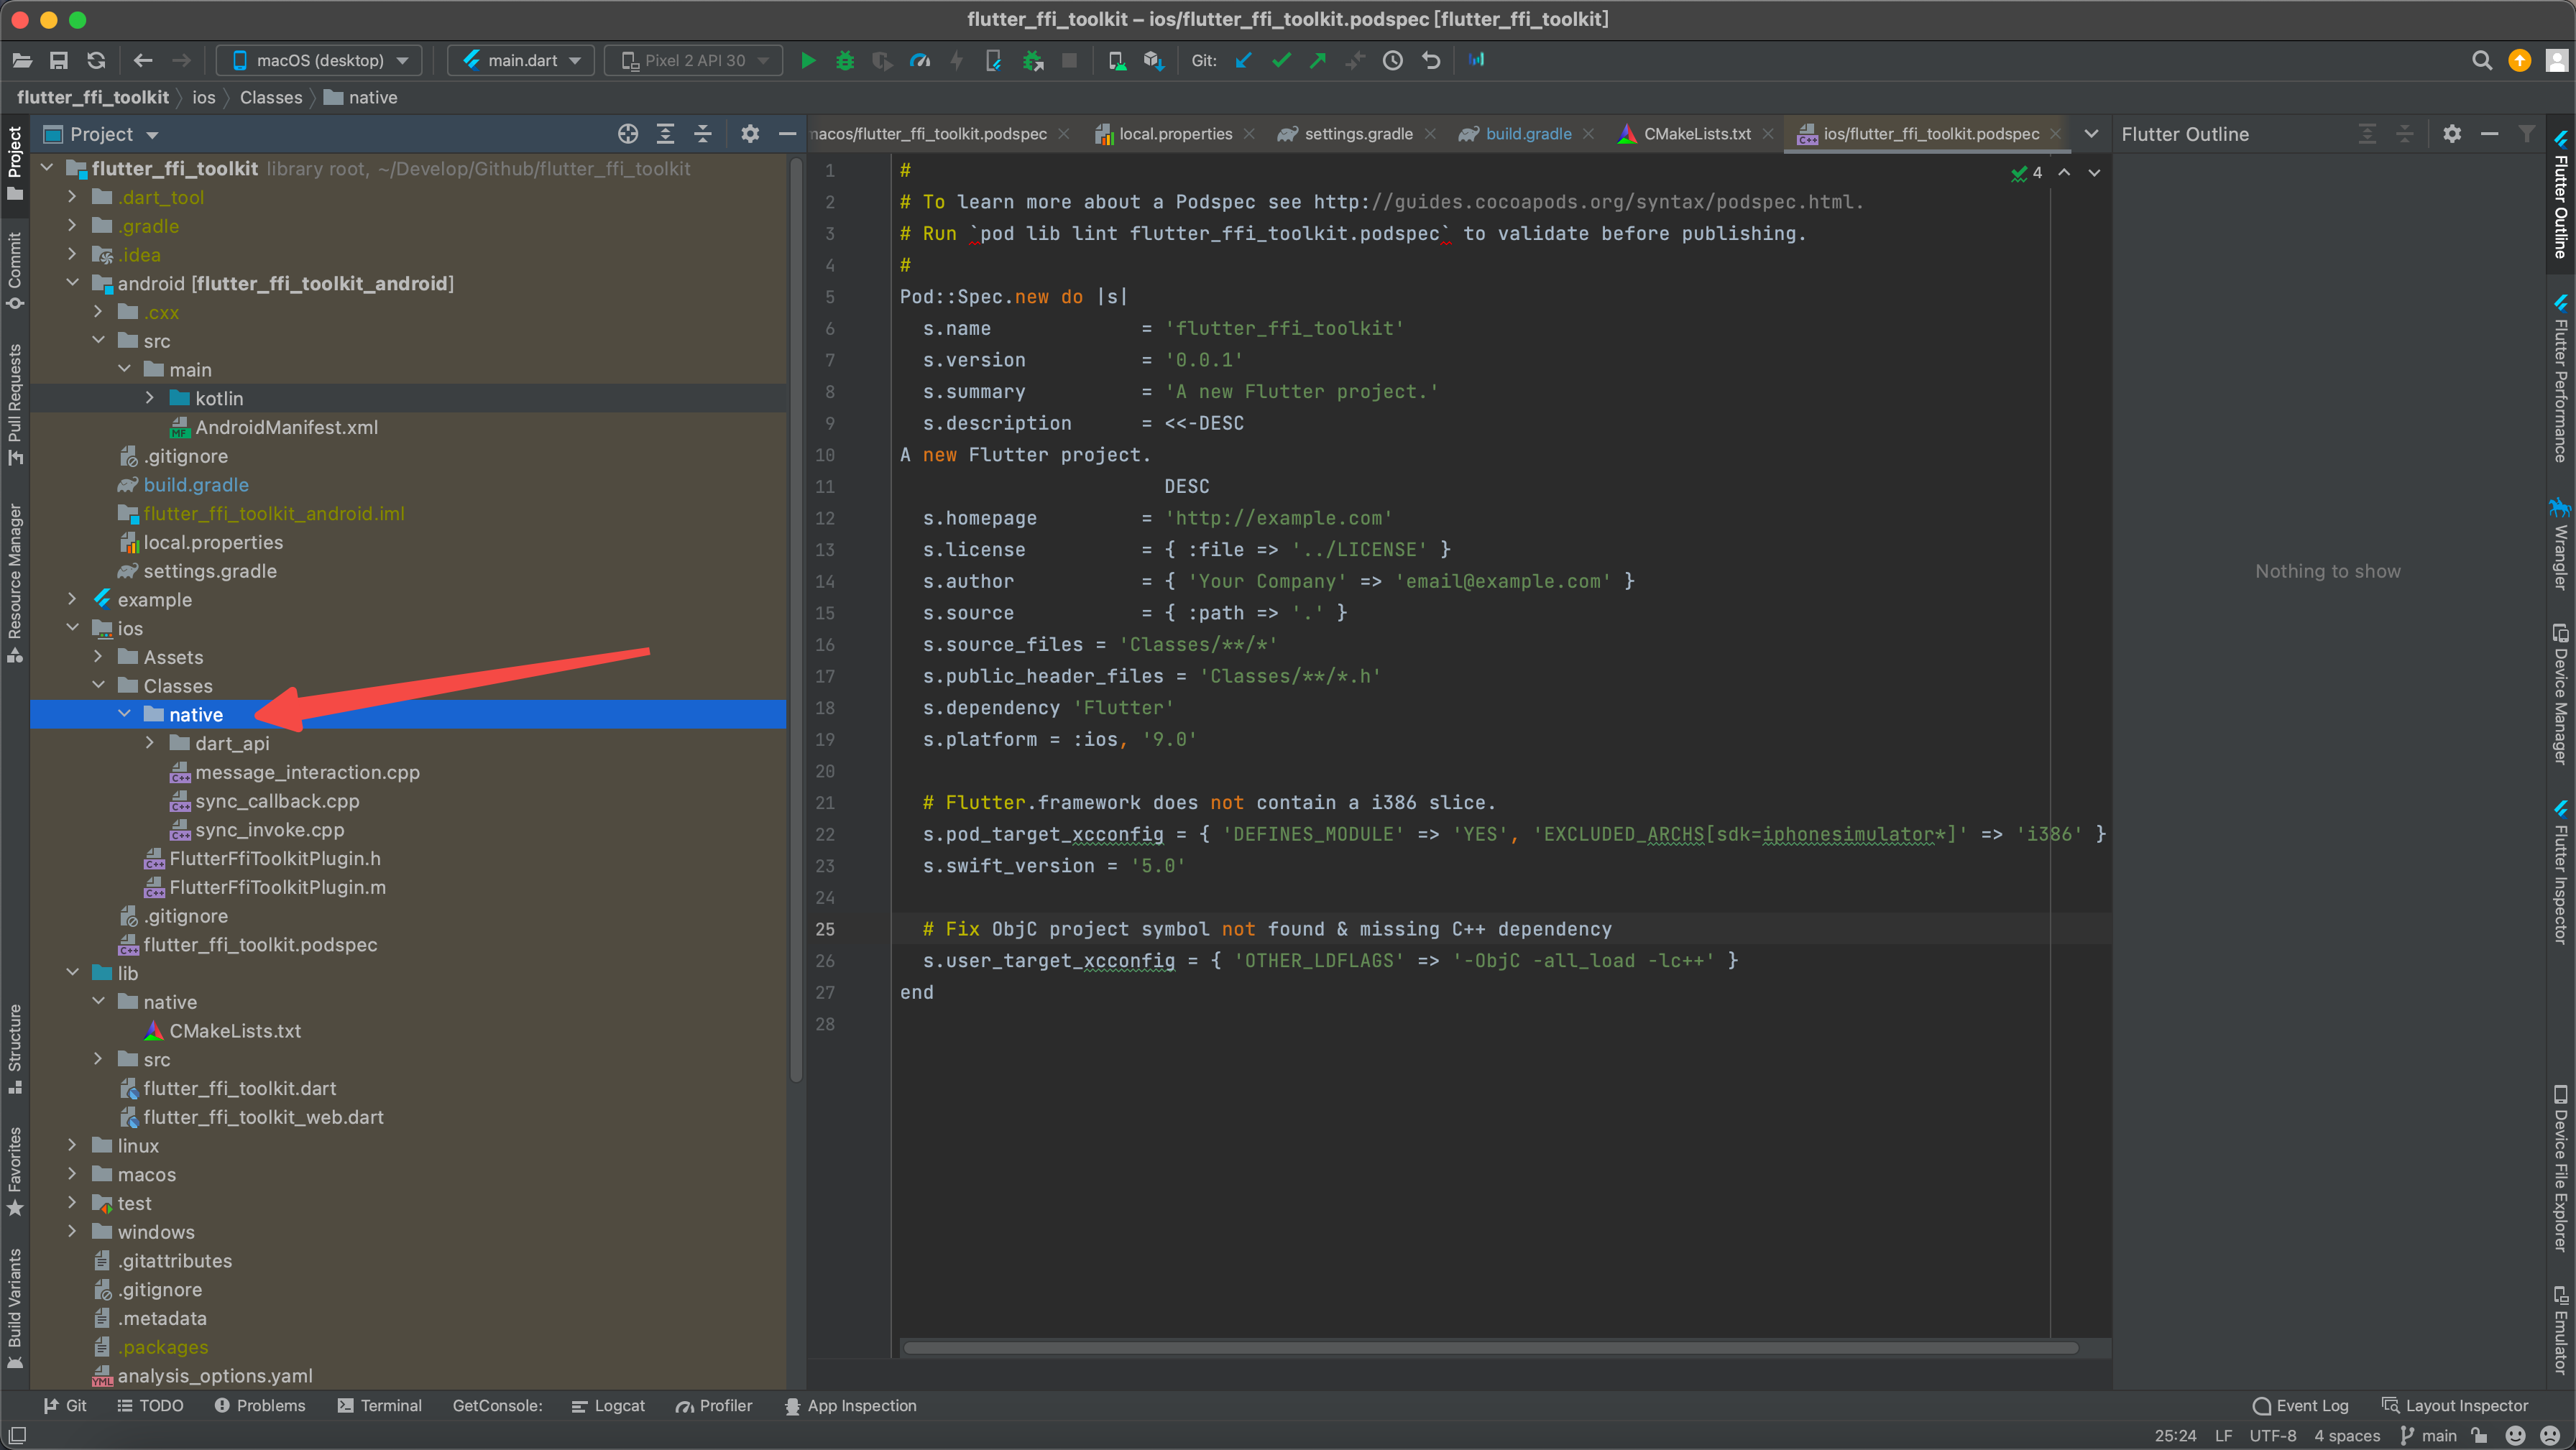 flutter_ffi_toolkit – ios/flutter_ffi_toolkit.podspec [flutter_ffi_toolkit]
macOS (desktop)
main.dart
Pixel 2 API 30
Git:
flutter_ffi_toolkit
ios
Classes
native
Project
Commit
Pull Requests
Resource Manager
Structure
Favorites
Build Variants
Project
flutter_ffi_toolkit library root, ~/Develop/Github/flutter_ffi_toolkit
.dart_tool
.gradle
.idea
android [flutter_ffi_toolkit_android]
.cxx
src
main
kotlin
MF AndroidManifest.xml
.gitignore
build.gradle
flutter_ffi_toolkit_android.iml
local.properties
settings.gradle
example
ios
Assets
Classes
native
dart_api
C++ message_interaction.cpp
C++ sync_callback.cpp
C++ sync_invoke.cpp
C++ FlutterFfiToolkitPlugin.h
C++ FlutterFfiToolkitPlugin.m
.gitignore
C++ flutter_ffi_toolkit.podspec
lib
native
CMakeLists.txt
src
flutter_ffi_toolkit.dart
flutter_ffi_toolkit_web.dart
linux
macos
test
windows
.gitattributes
.gitignore
.metadata
.packages
YML analysis_options.yaml
macos/flutter_ffi_toolkit.podspec
local.properties
settings.gradle
build.gradle
CMakeLists.txt
C++ ios/flutter_ffi_toolkit.podspec
4
1 #
2 # To learn more about a Podspec see http://guides.cocoapods.org/syntax/podspec.html.
3 # Run `pod lib lint flutter_ffi_toolkit.podspec` to validate before publishing.
4 #
5 Pod::Spec.new do |s|
6 s.name = 'flutter_ffi_toolkit'
7 s.version = '0.0.1'
8 s.summary = 'A new Flutter project.'
9 s.description = <<-DESC
10 A new Flutter project.
11 DESC
12 s.homepage = 'http://example.com'
13 s.license = { :file => '../LICENSE' }
14 s.author = { 'Your Company' => 'email@example.com' }
15 s.source = { :path => '.' }
16 s.source_files = 'Classes/**/*'
17 s.public_header_files = 'Classes/**/*.h'
18 s.dependency 'Flutter'
19 s.platform = :ios, '9.0'
20
21 # Flutter.framework does not contain a i386 slice.
22 s.pod_target_xcconfig = { 'DEFINES_MODULE' => 'YES', 'EXCLUDED_ARCHS[sdk=iphonesimulator*]' => 'i386' }
23 s.swift_version = '5.0'
24
25 # Fix ObjC project symbol not found & missing C++ dependency
26 s.user_target_xcconfig = { 'OTHER_LDFLAGS' => '-ObjC -all_load -lc++' }
27 end
28
Flutter Outline
Nothing to show
Flutter Outline
Flutter Performance
Wrangler
Device Manager
Flutter Inspector
Device File Explorer
Emulator
Git
TODO
Problems
Terminal
GetConsole:
Logcat
Profiler
App Inspection
Event Log
Layout Inspector
25:24
LF
UTF-8
4 spaces
main